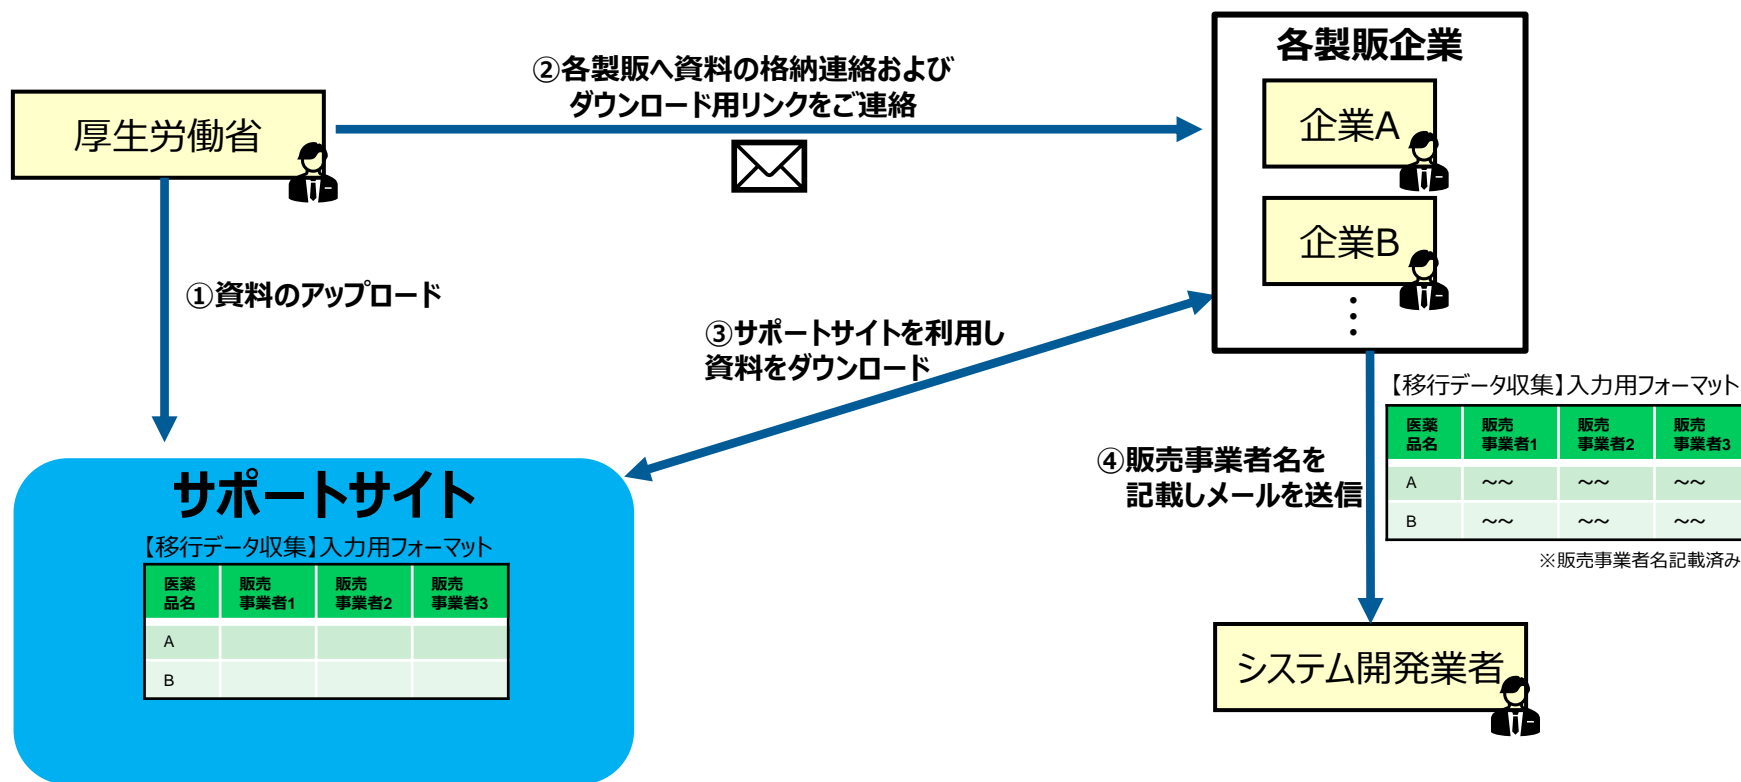 厚生労働省
②各製販へ資料の格納連絡および
ダウンロード用リンクをご連絡
各製販企業
企業A
企業B
⋮
①資料のアップロード
③サポートサイトを利用し
資料をダウンロード
サポートサイト
【移行データ収集】入力用フォーマット
医薬
品名
販売
事業者1
販売
事業者2
販売
事業者3
A
B
④販売事業者名を
記載しメールを送信
【移行データ収集】入力用フォーマット
医薬
品名
販売
事業者1
販売
事業者2
販売
事業者3
A ~~ ~~ ~~
B ~~ ~~ ~~
※販売事業者名記載済み
システム開発業者